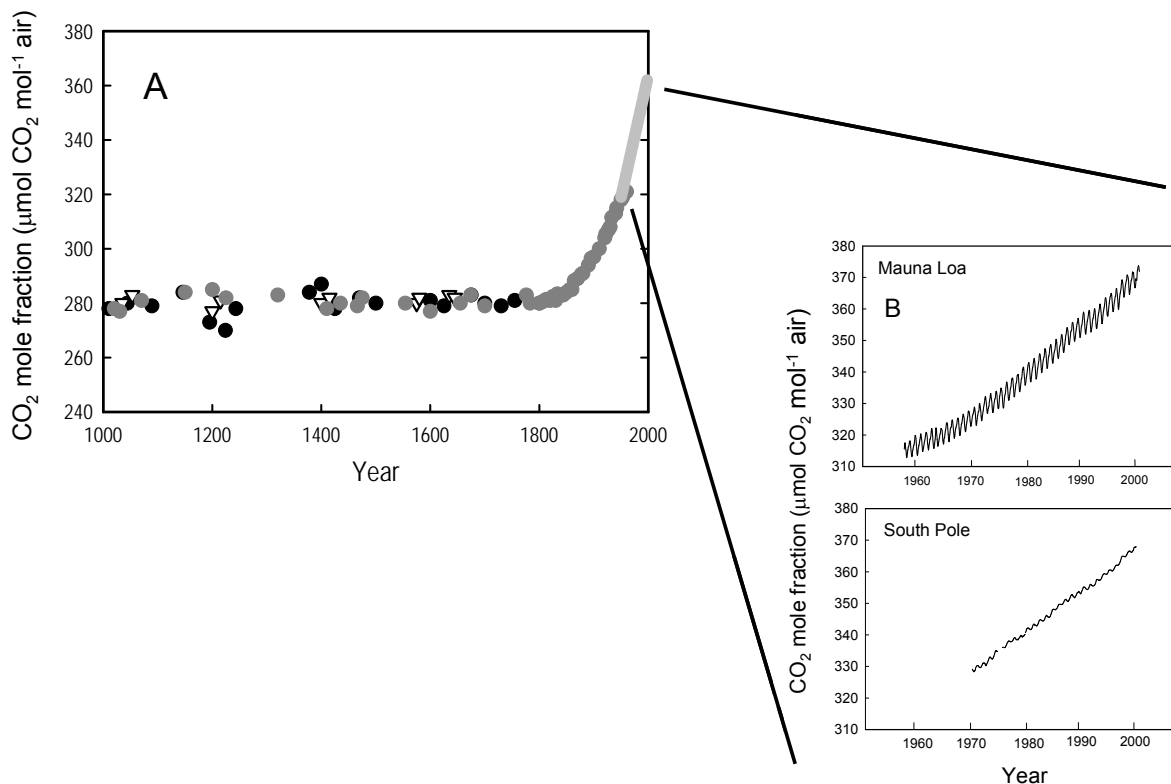 CO₂ mole fraction (μmol CO₂ mol⁻¹ air)
A
380
360
340
320
300
280
260
240
1000 1200 1400 1600 1800 2000
Year
CO₂ mole fraction (μmol CO₂ mol⁻¹ air)
Mauna Loa
B
380
370
360
350
340
330
320
310
1960 1970 1980 1990 2000
South Pole
370
360
350
340
330
320
310
1960 1970 1980 1990 2000
Year